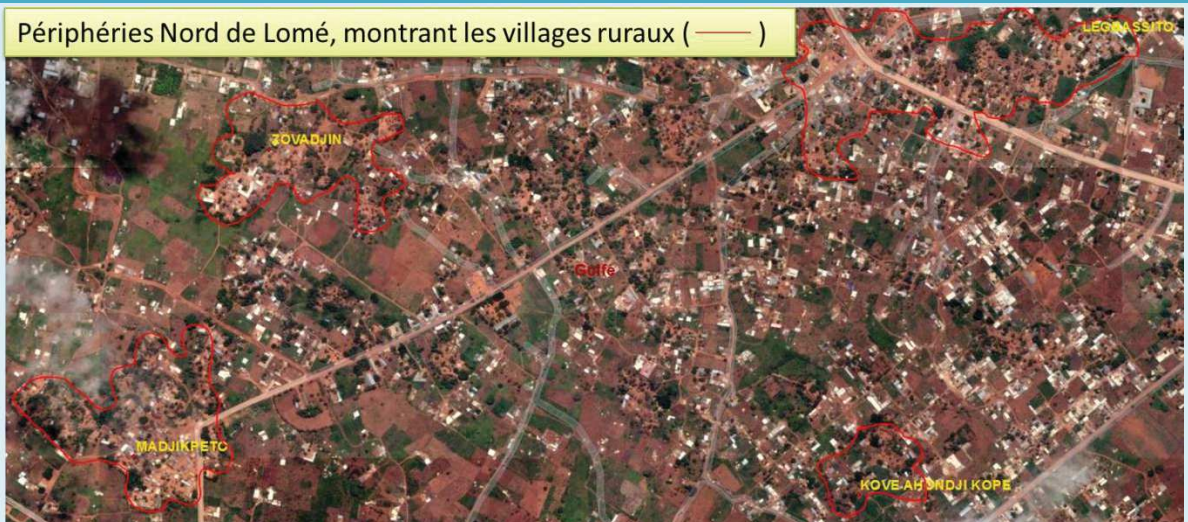 Périphéries Nord de Lomé, montrant les villages ruraux ( )
LEGBASSITO
ZOVADJIN
Golfe
MADJIKPETO
KOVE AHONDJI KOPE